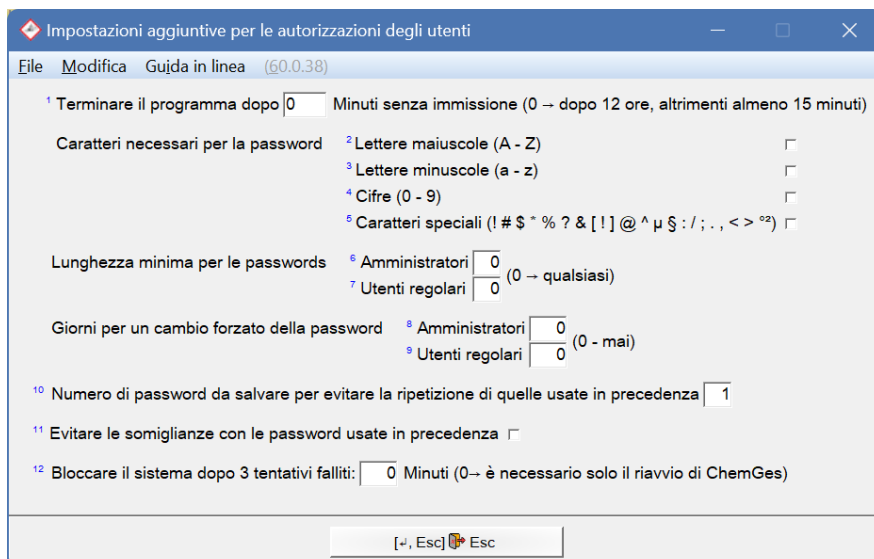 Impostazioni aggiuntive per le autorizzazioni degli utenti
File Modifica Guida in linea (60.0.38)
1 Terminare il programma dopo 0 Minuti senza immissione (0 → dopo 12 ore, altrimenti almeno 15 minuti)
Caratteri necessari per la password 2 Lettere maiuscole (A - Z)
3 Lettere minuscole (a - z)
4 Cifre (0 - 9)
5 Caratteri speciali (! # $ * % ? & [ ! ] @ ^ µ § : / ; . , < > °²)
Lunghezza minima per le passwords 6 Amministratori 0
(0 → qualsiasi)
7 Utenti regolari 0
Giorni per un cambio forzato della password 8 Amministratori 0
(0 - mai)
9 Utenti regolari 0
10 Numero di password da salvare per evitare la ripetizione di quelle usate in precedenza 1
11 Evitare le somiglianze con le password usate in precedenza
12 Bloccare il sistema dopo 3 tentativi falliti: 0 Minuti (0→ è necessario solo il riavvio di ChemGes)
[↲, Esc] Esc